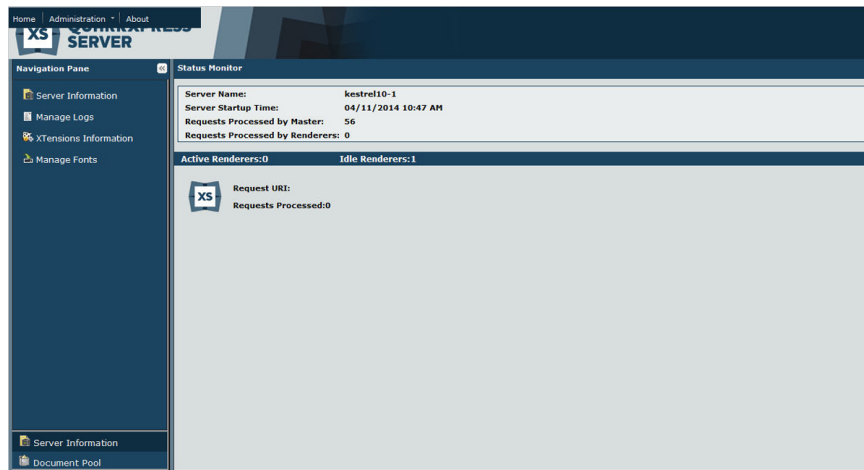 Home Administration About
XS
SERVER
Navigation Pane
Server Information
Manage Logs
XTensions Information
Manage Fonts
Server Information
Document Pool
Status Monitor
Server Name: kestrel10-1
Server Startup Time: 04/11/2014 10:47 AM
Requests Processed by Master: 56
Requests Processed by Renderers: 0
Active Renderers:0 Idle Renderers:1
XS
Request URI:
Requests Processed:0